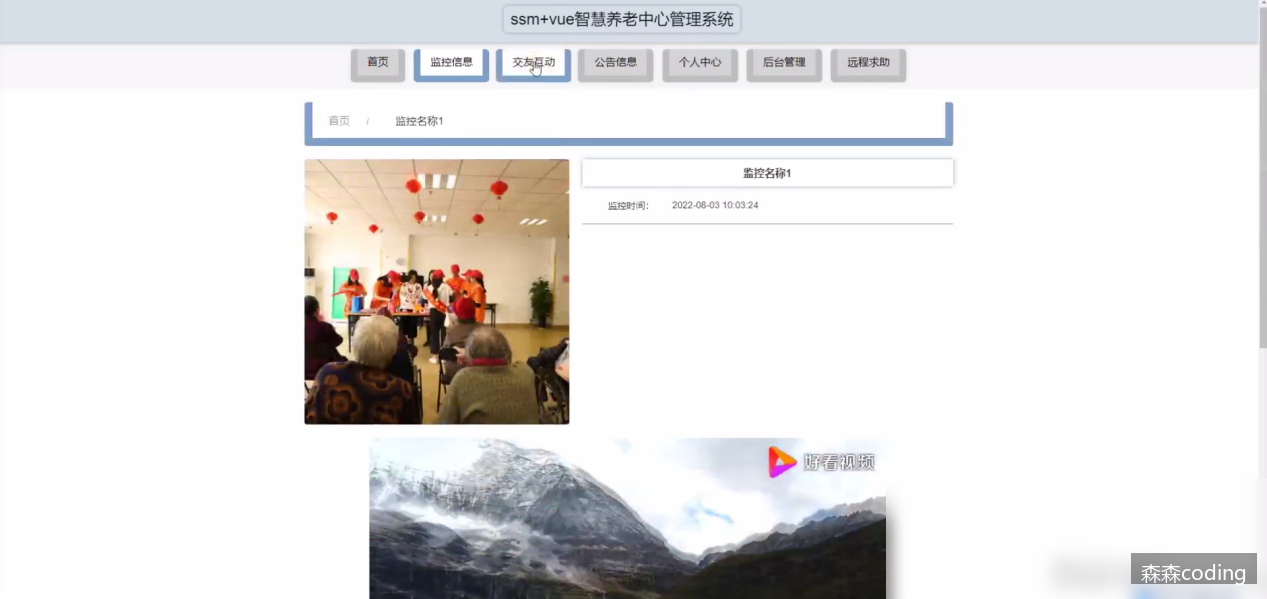 ssm+vue智慧养老中心管理系统
首页 监控信息 交友互动 公告信息 个人中心 后台管理 远程求助
首页 / 监控名称1
监控名称1
监控时间： 2022-08-03 10:03:24
好看视频
森森coding